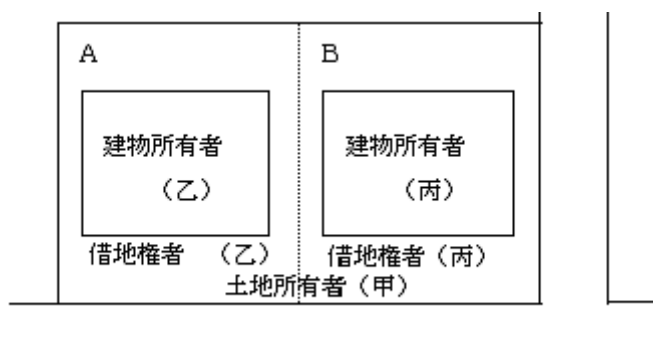 A
B
建物所有者
（乙）
建物所有者
（丙）
借地権者　（乙）
借地権者（丙）
土地所有者（甲）